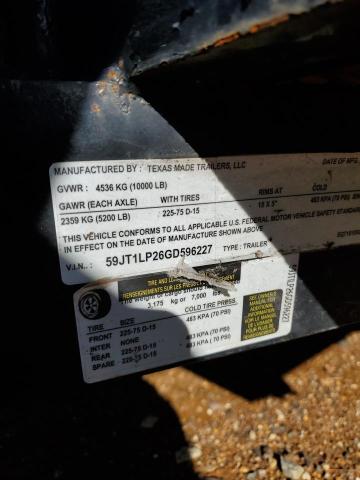 MANUFACTURED BY: TEXAS MADE TRAILERS, LLC DATE OF MFG.
GVWR: 4536 KG (10000 LB)
GAWR (EACH AXLE) WITH TIRES RIMS AT COLD
2359 KG (5200 LB) 225-75 D-15 15 X 5" 483 KPA (70 PSI)
THIS VEHICLE CONFORMS TO ALL APPLICABLE U.S. FEDERAL MOTOR VEHICLE SAFETY STANDARDS
IN EFFECT ON THE DATE OF MANUFACTURE SHOWN ABOVE
V.I.N.: 59JT1LP26GD596227 TYPE: TRAILER
TIRE AND
RENSEIGNEMENTS SUR
3,175 kg or 7,000
TIRE SIZE COLD TIRE PRESS.
FRONT 225-75 D-15 483 KPA (70 PSI)
INTER NONE
REAR 225-75 D-15 483 KPA (70 PSI)
SPARE 225-75 D-15 483 KPA (70 PSI)
59JT1LP26GD596227